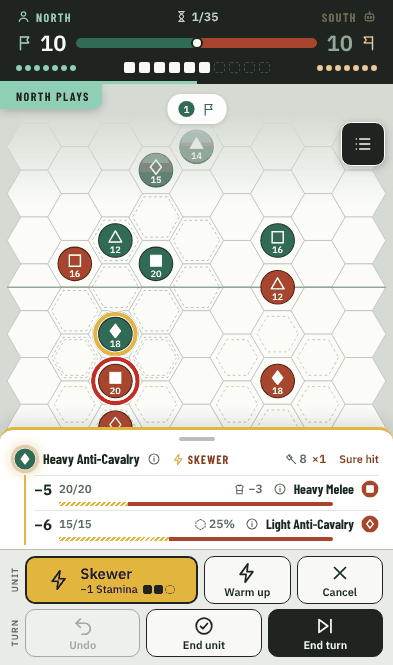 NORTH
1/35
SOUTH
10
10
NORTH PLAYS
1
14
15
12
16
16
20
12
18
20
18
Heavy Anti-Cavalry SKEWER 8 ×1 Sure hit
−5 20/20 −3 Heavy Melee
−6 15/15 25% Light Anti-Cavalry
UNIT
Skewer
−1 Stamina
Warm up
Cancel
TURN
Undo
End unit
End turn